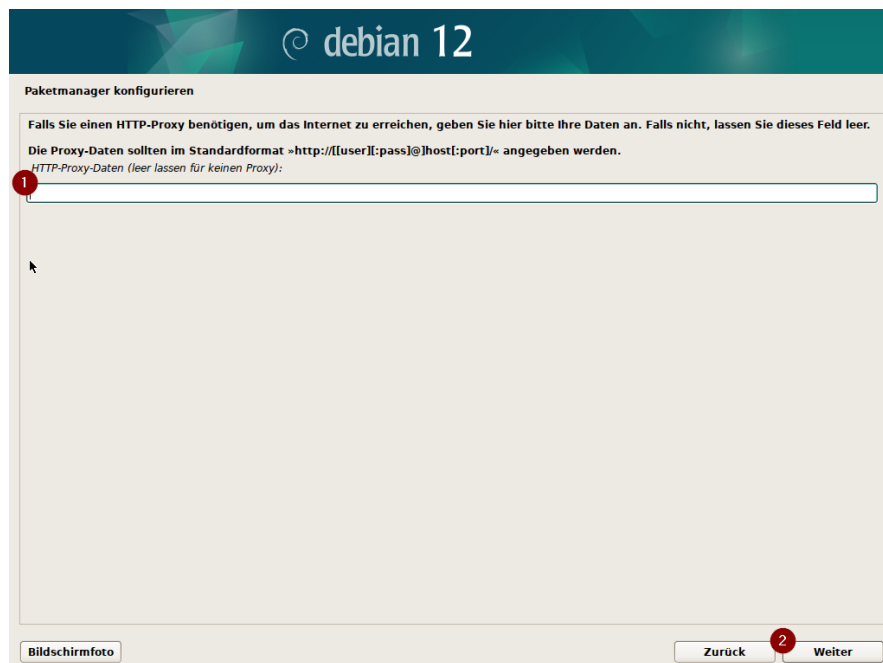 debian 12
Paketmanager konfigurieren
Falls Sie einen HTTP-Proxy benötigen, um das Internet zu erreichen, geben Sie hier bitte Ihre Daten an. Falls nicht, lassen Sie dieses Feld leer.
Die Proxy-Daten sollten im Standardformat »http://[[user][:pass]@]host[:port]/« angegeben werden.
HTTP-Proxy-Daten (leer lassen für keinen Proxy):
1
2
Bildschirmfoto Zurück Weiter